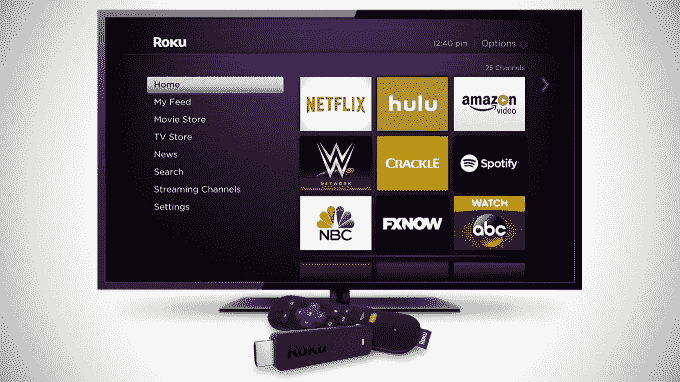 Roku
12:40 pm | Options
25 Channels
Home
My Feed
Movie Store
TV Store
News
Search
Streaming Channels
Settings
NETFLIX
hulu
amazon
video
W
NETWORK
CRACKLE
Spotify
NBC
FXNOW
WATCH
abc
Roku
Roku